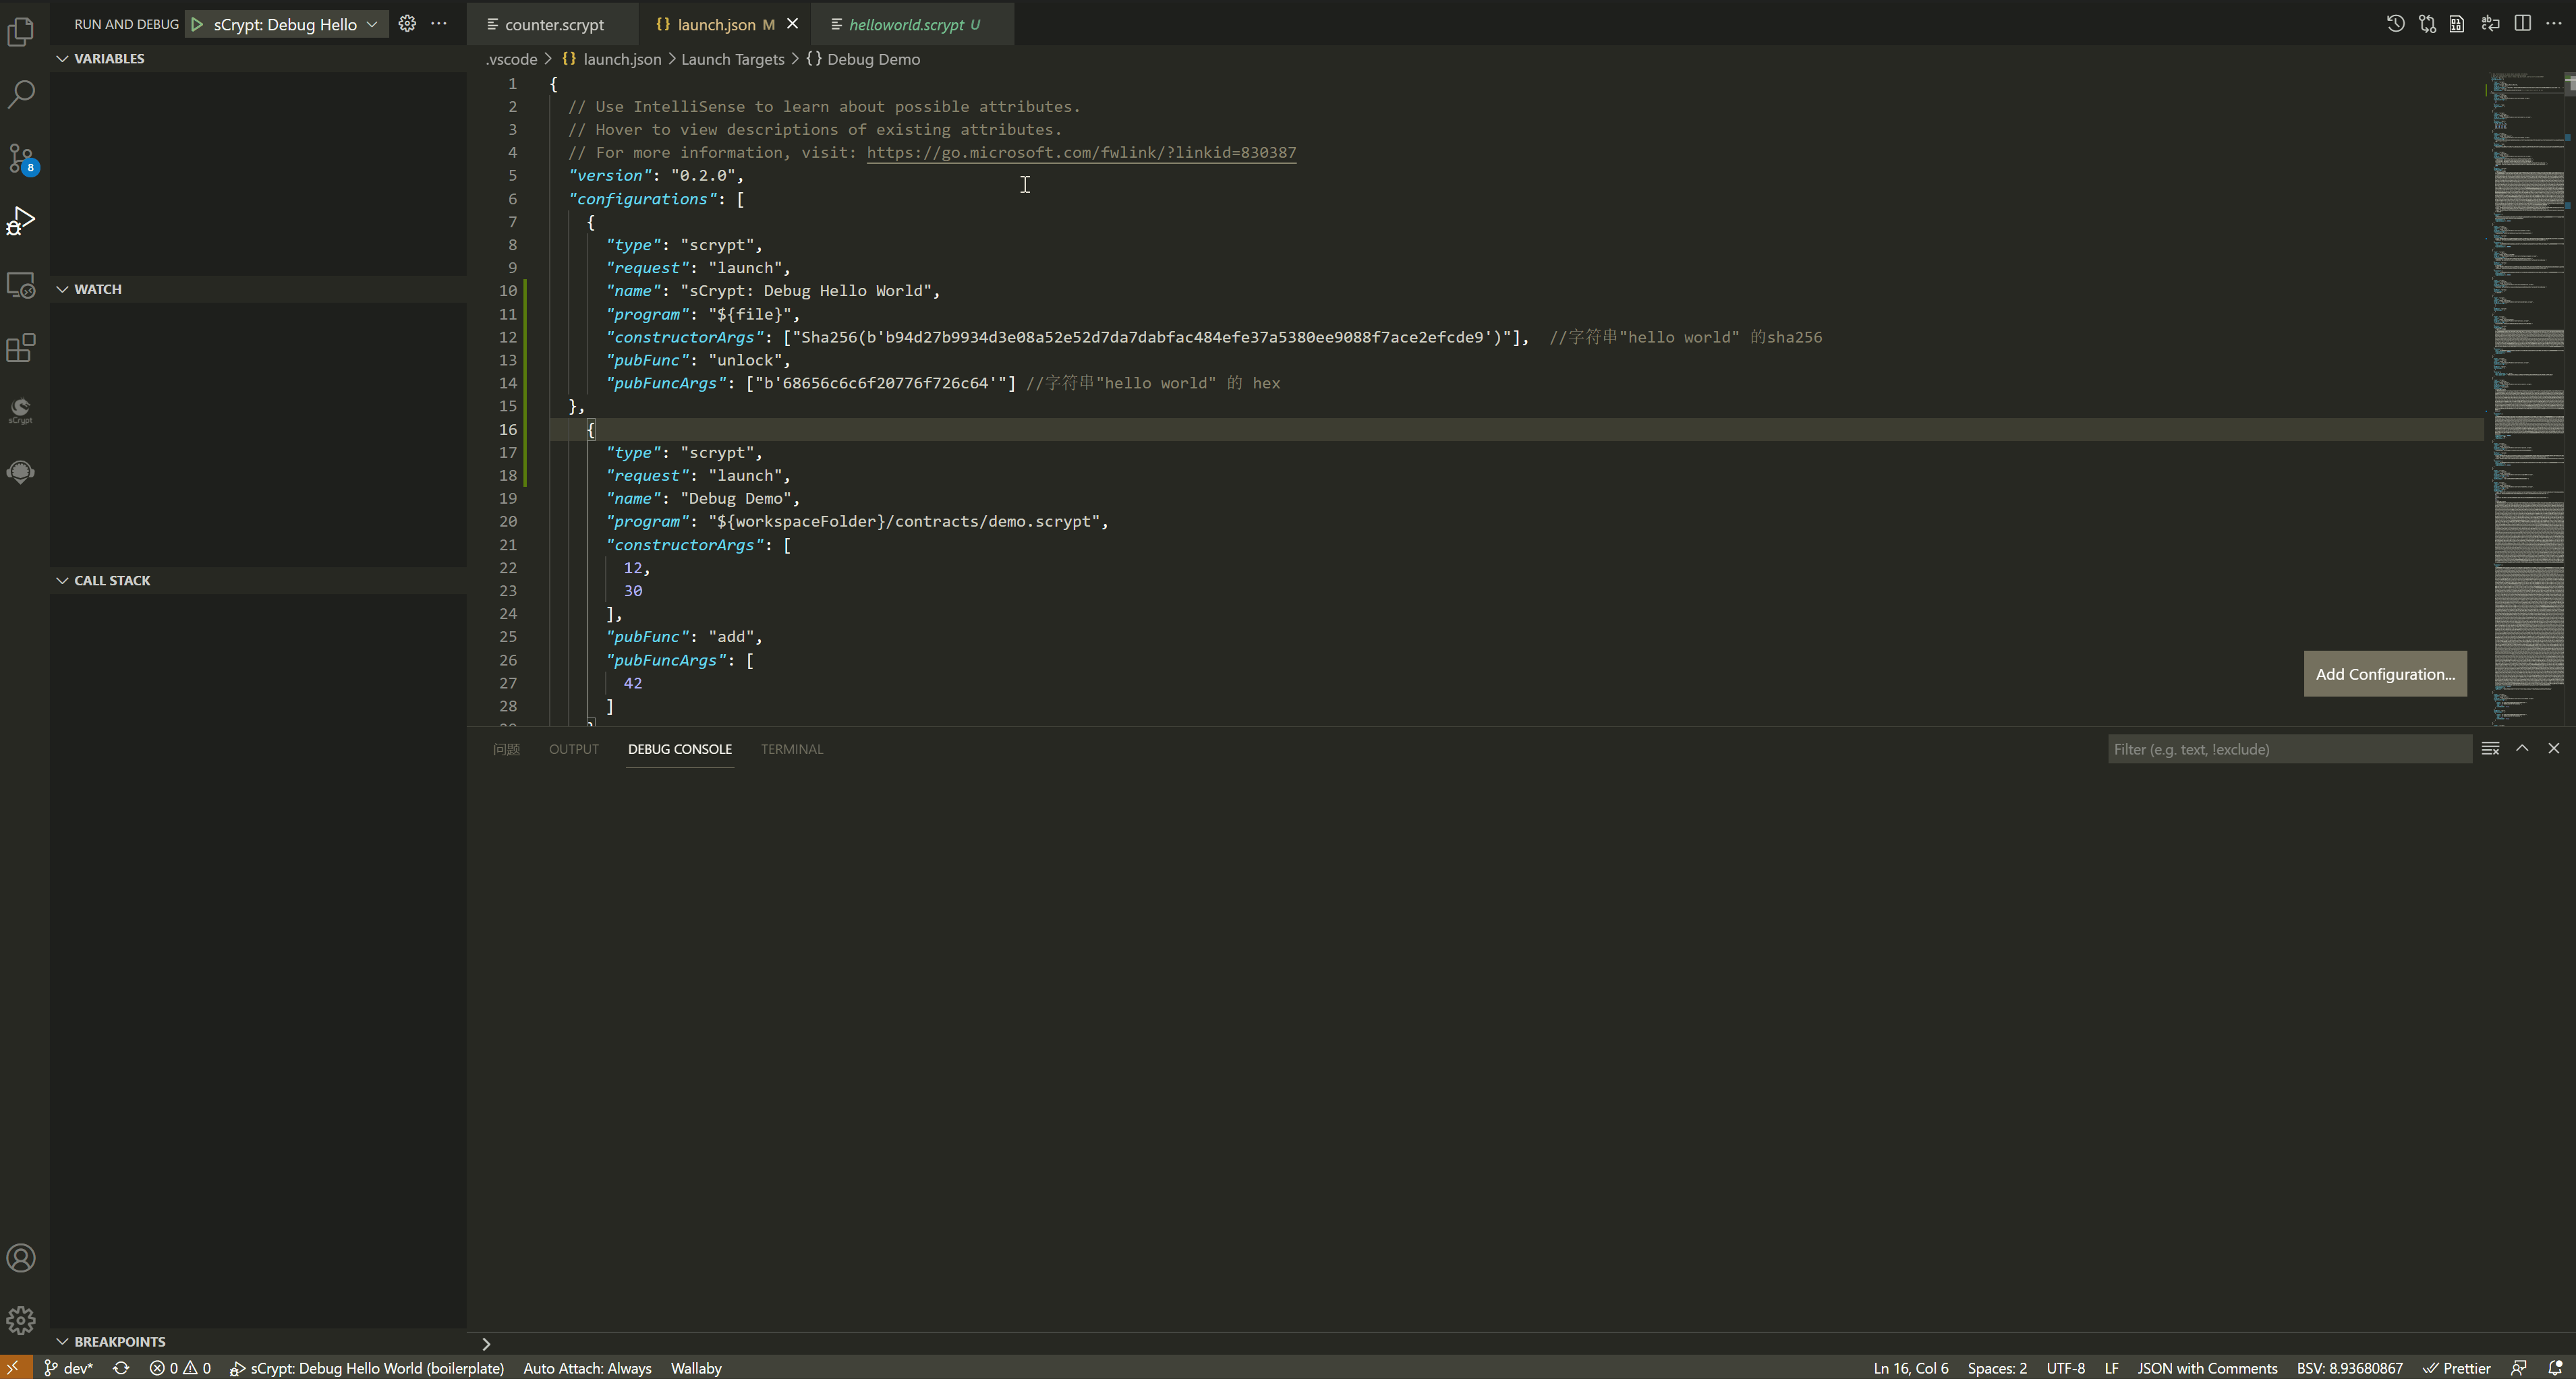 RUN AND DEBUG sCrypt: Debug Hello
counter.scrypt
launch.json M
helloworld.scrypt U
VARIABLES
WATCH
CALL STACK
BREAKPOINTS
8
sCrypt
.vscode > {} launch.json > Launch Targets > {} Debug Demo
1 {
2 // Use IntelliSense to learn about possible attributes.
3 // Hover to view descriptions of existing attributes.
4 // For more information, visit: https://go.microsoft.com/fwlink/?linkid=830387
5 "version": "0.2.0",
6 "configurations": [
7 {
8 "type": "scrypt",
9 "request": "launch",
10 "name": "sCrypt: Debug Hello World",
11 "program": "${file}",
12 "constructorArgs": ["Sha256(b'b94d27b9934d3e08a52e52d7da7dabfac484efe37a5380ee9088f7ace2efcde9')"], //字符串"hello world" 的sha256
13 "pubFunc": "unlock",
14 "pubFuncArgs": ["b'68656c6c6f20776f726c64'"] //字符串"hello world" 的 hex
15 },
16 {
17 "type": "scrypt",
18 "request": "launch",
19 "name": "Debug Demo",
20 "program": "${workspaceFolder}/contracts/demo.scrypt",
21 "constructorArgs": [
22 12,
23 30
24 ],
25 "pubFunc": "add",
26 "pubFuncArgs": [
27 42
28 ]
Add Configuration...
问题 OUTPUT DEBUG CONSOLE TERMINAL Filter (e.g. text, !exclude)
dev* 0 0 sCrypt: Debug Hello World (boilerplate) Auto Attach: Always Wallaby Ln 16, Col 6 Spaces: 2 UTF-8 LF JSON with Comments BSV: 8.93680867 Prettier